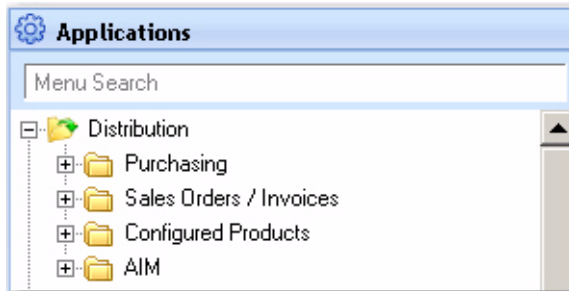 Applications
Menu Search
Distribution
Purchasing
Sales Orders / Invoices
Configured Products
AIM